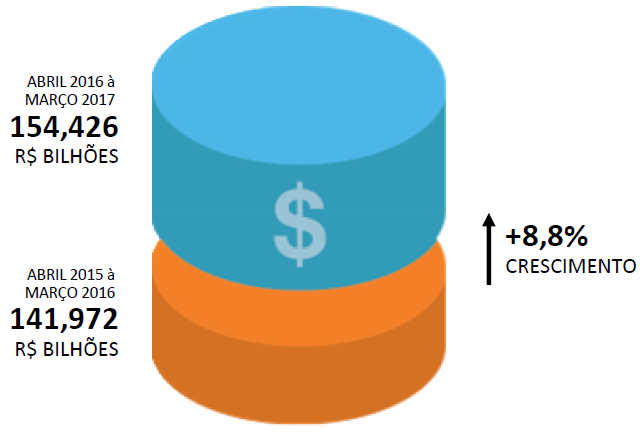 ABRIL 2016 à
MARÇO 2017
154,426
R$ BILHÕES
$
+8,8%
CRESCIMENTO
ABRIL 2015 à
MARÇO 2016
141,972
R$ BILHÕES